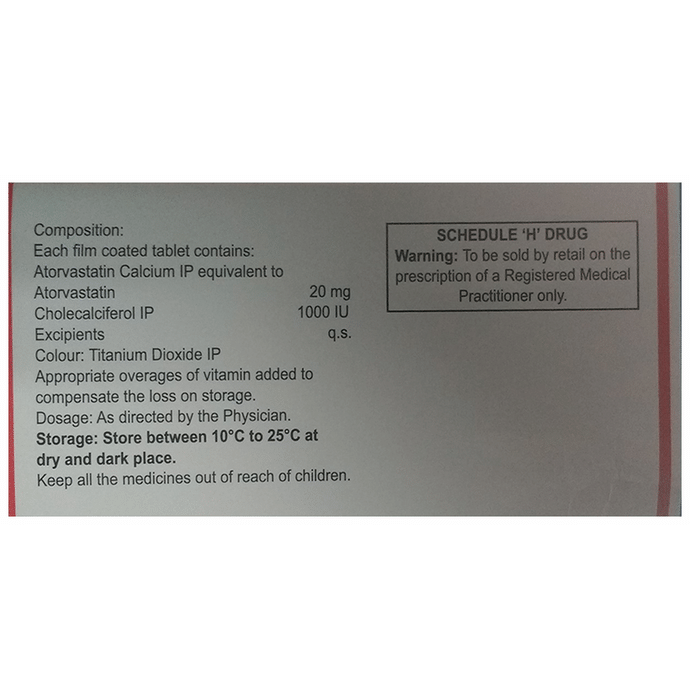 Composition:
Each film coated tablet contains:
Atorvastatin Calcium IP equivalent to
Atorvastatin 20 mg
Cholecalciferol IP 1000 IU
Excipients q.s.
Colour: Titanium Dioxide IP
Appropriate overages of vitamin added to
compensate the loss on storage.
Dosage: As directed by the Physician.
Storage: Store between 10°C to 25°C at
dry and dark place.
Keep all the medicines out of reach of children.
SCHEDULE ‘H’ DRUG
Warning: To be sold by retail on the
prescription of a Registered Medical
Practitioner only.